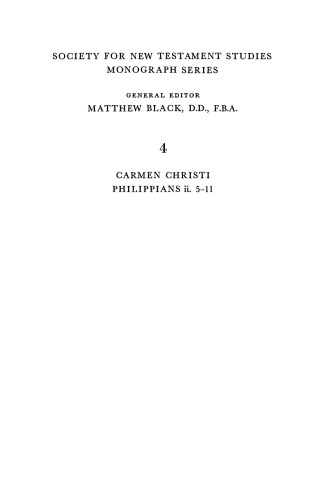 SOCIETY FOR NEW TESTAMENT STUDIES
MONOGRAPH SERIES
GENERAL EDITOR
MATTHEW BLACK, D.D., F.B.A.
4
CARMEN CHRISTI
PHILIPPIANS ii. 5–11